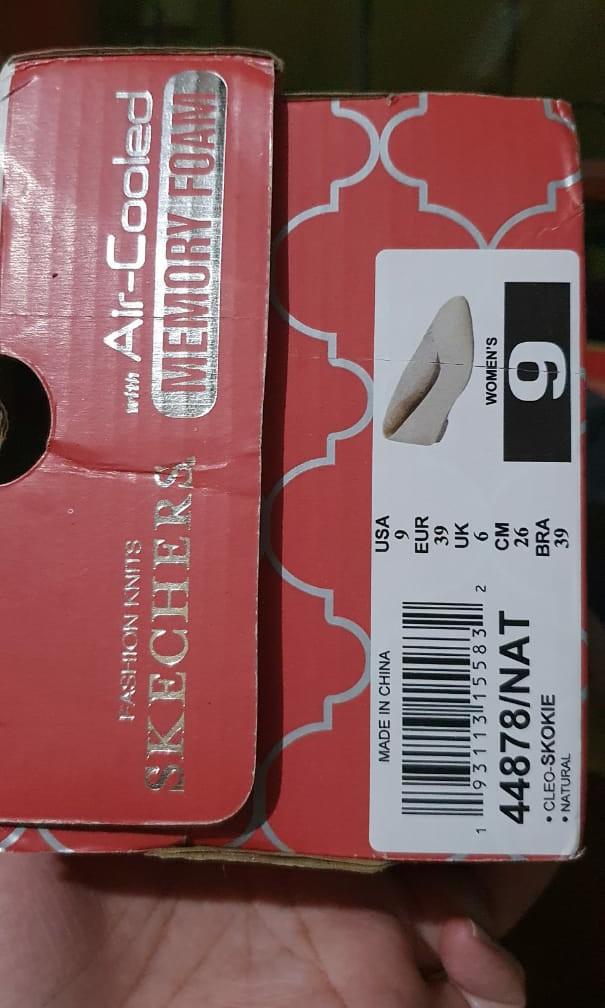 FASHION KNITS
SKECHERS
with Air-Cooled
MEMORY FOAM
MADE IN CHINA
1 93113 15583 2
44878/NAT
• CLEO-SKOKIE
• NATURAL
USA
9
EUR
39
UK
6
CM
26
BRA
39
WOMEN'S
9